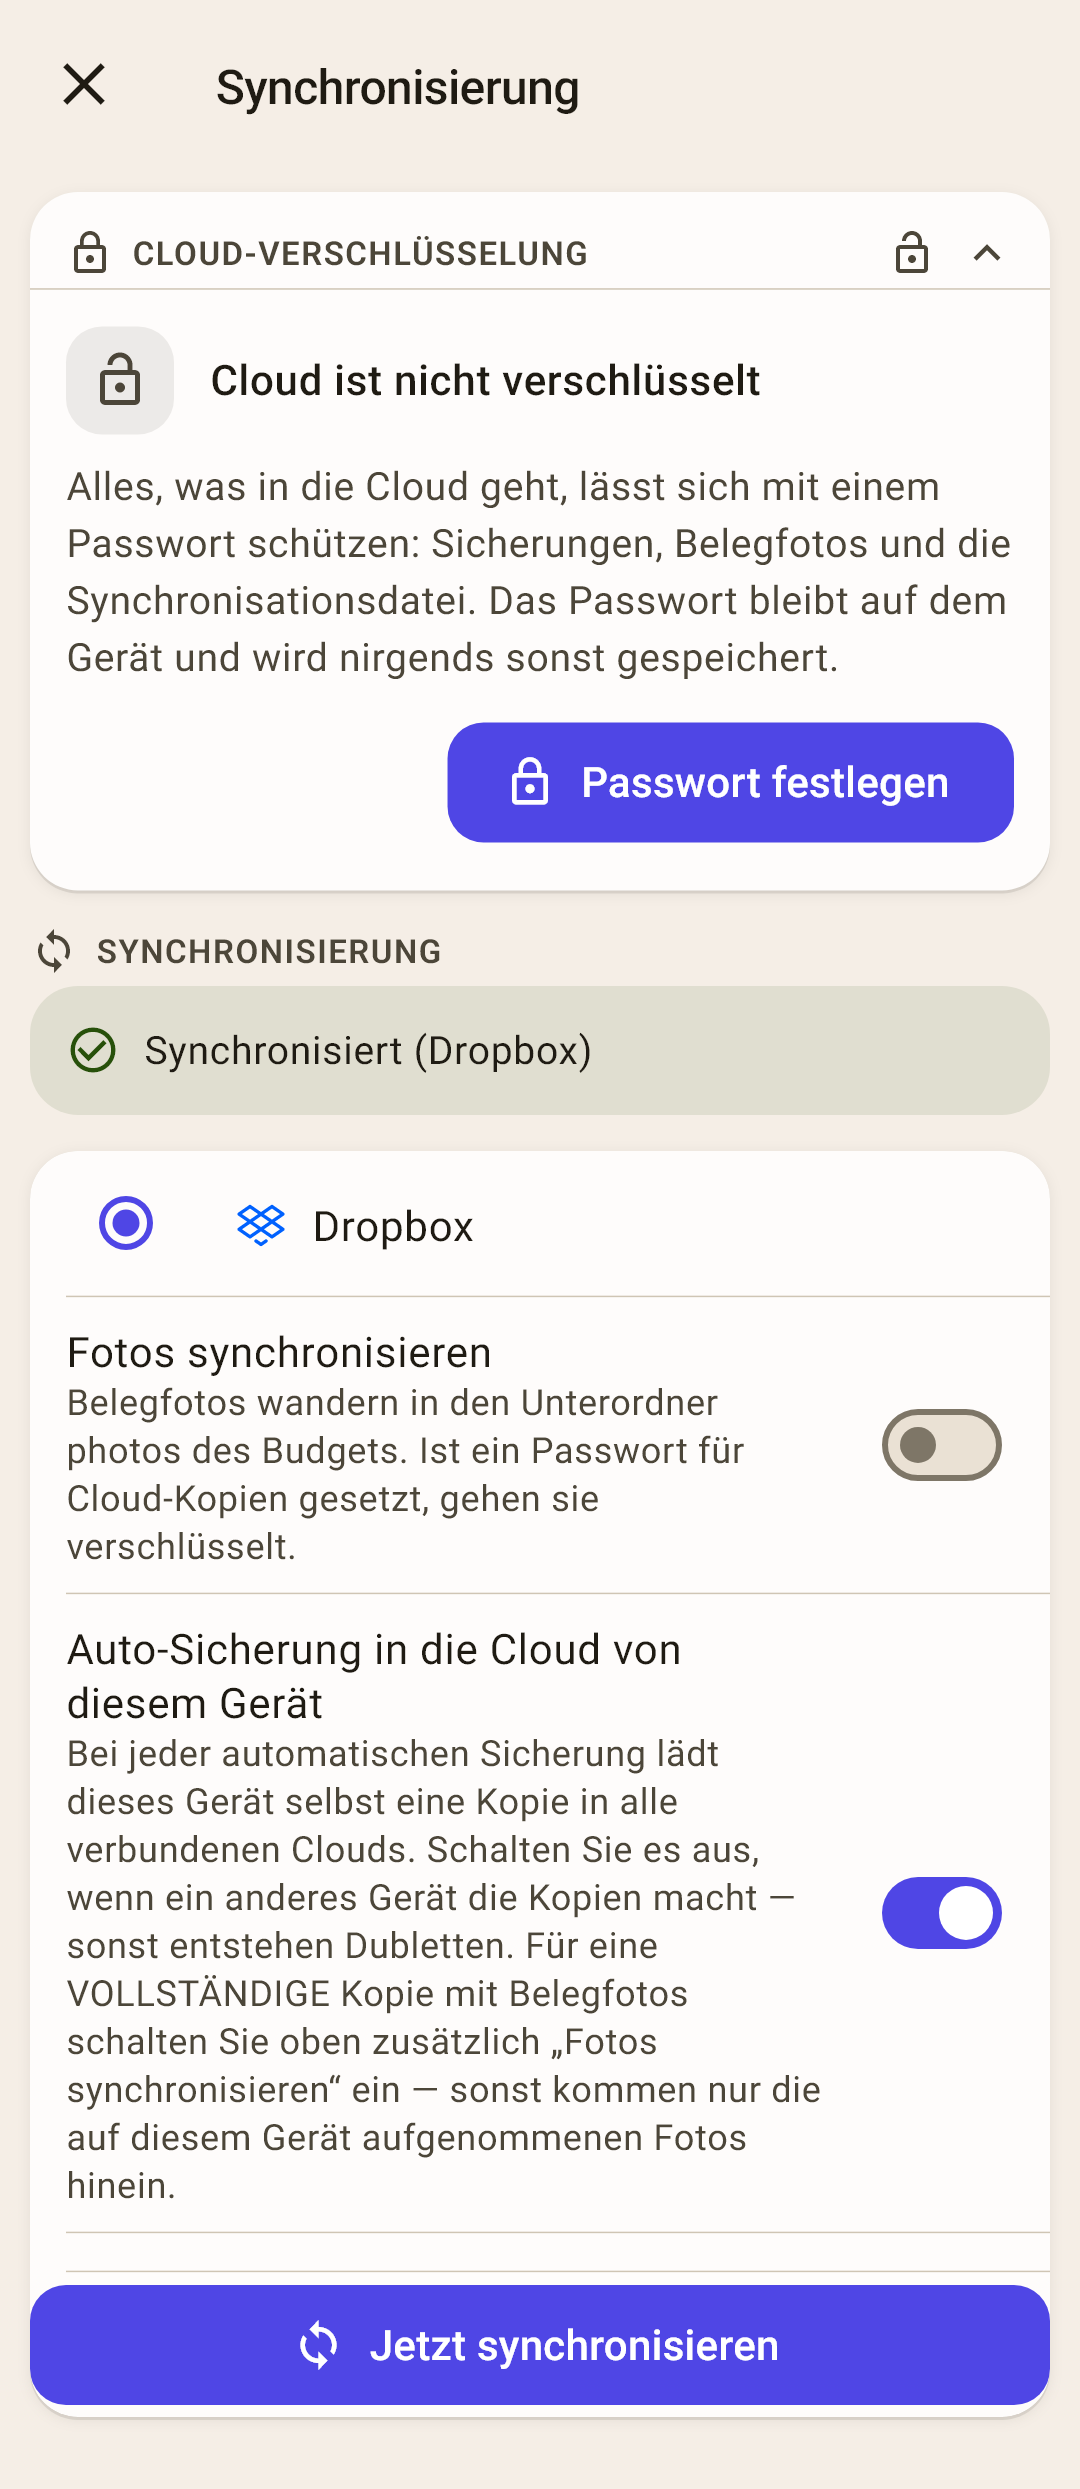 Synchronisierung
CLOUD-VERSCHLÜSSELUNG
Cloud ist nicht verschlüsselt
Alles, was in die Cloud geht, lässt sich mit einem
Passwort schützen: Sicherungen, Belegfotos und die
Synchronisationsdatei. Das Passwort bleibt auf dem
Gerät und wird nirgends sonst gespeichert.
Passwort festlegen
SYNCHRONISIERUNG
Synchronisiert (Dropbox)
Dropbox
Fotos synchronisieren
Belegfotos wandern in den Unterordner
photos des Budgets. Ist ein Passwort für
Cloud-Kopien gesetzt, gehen sie
verschlüsselt.
Auto-Sicherung in die Cloud von
diesem Gerät
Bei jeder automatischen Sicherung lädt
dieses Gerät selbst eine Kopie in alle
verbundenen Clouds. Schalten Sie es aus,
wenn ein anderes Gerät die Kopien macht —
sonst entstehen Dubletten. Für eine
VOLLSTÄNDIGE Kopie mit Belegfotos
schalten Sie oben zusätzlich „Fotos
synchronisieren“ ein — sonst kommen nur die
auf diesem Gerät aufgenommenen Fotos
hinein.
Jetzt synchronisieren